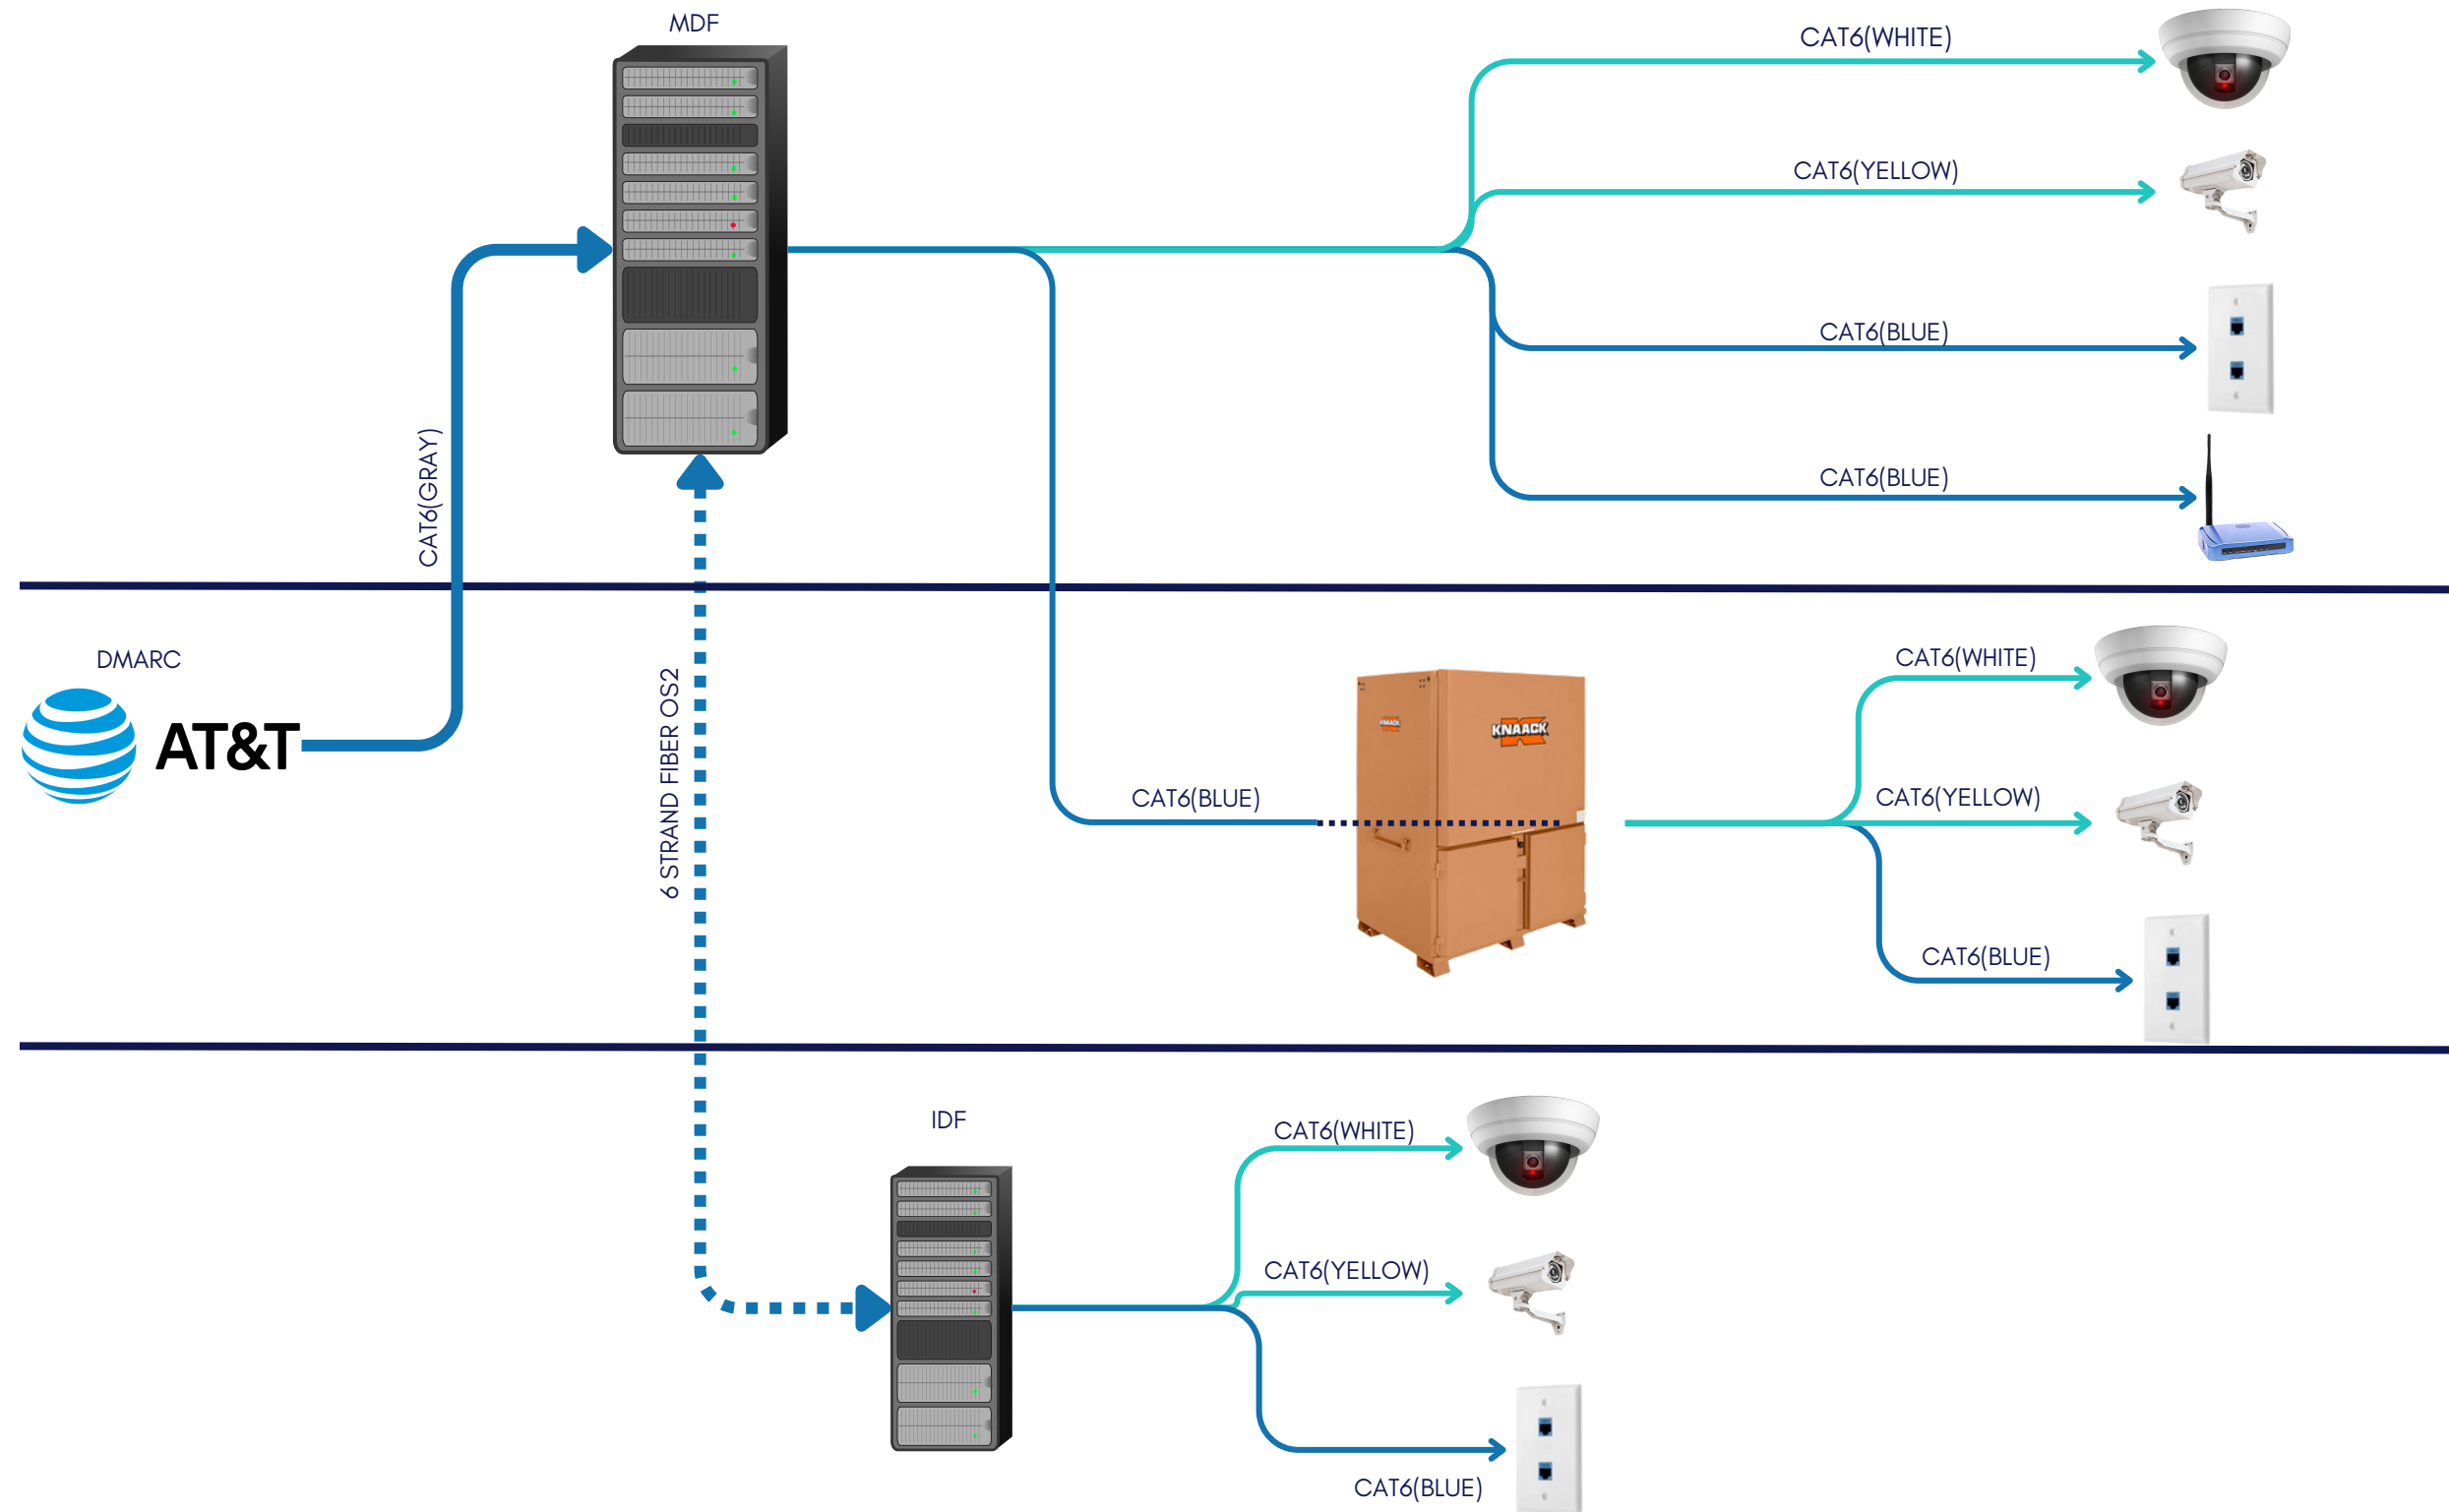 MDF
CAT6(WHITE)
CAT6(YELLOW)
CAT6(BLUE)
CAT6(BLUE)
CAT6(GRAY)
DMARC
AT&T
6 STRAND FIBER OS2
CAT6(BLUE)
KNAACK
KNAACK
CAT6(WHITE)
CAT6(YELLOW)
CAT6(BLUE)
IDF
CAT6(WHITE)
CAT6(YELLOW)
CAT6(BLUE)